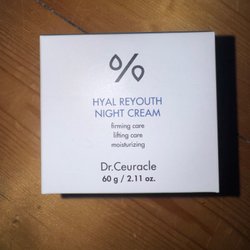 HYAL REYOUTH
NIGHT CREAM
firming care
lifting care
moisturizing
Dr.Ceuracle
60 g / 2.11 oz.